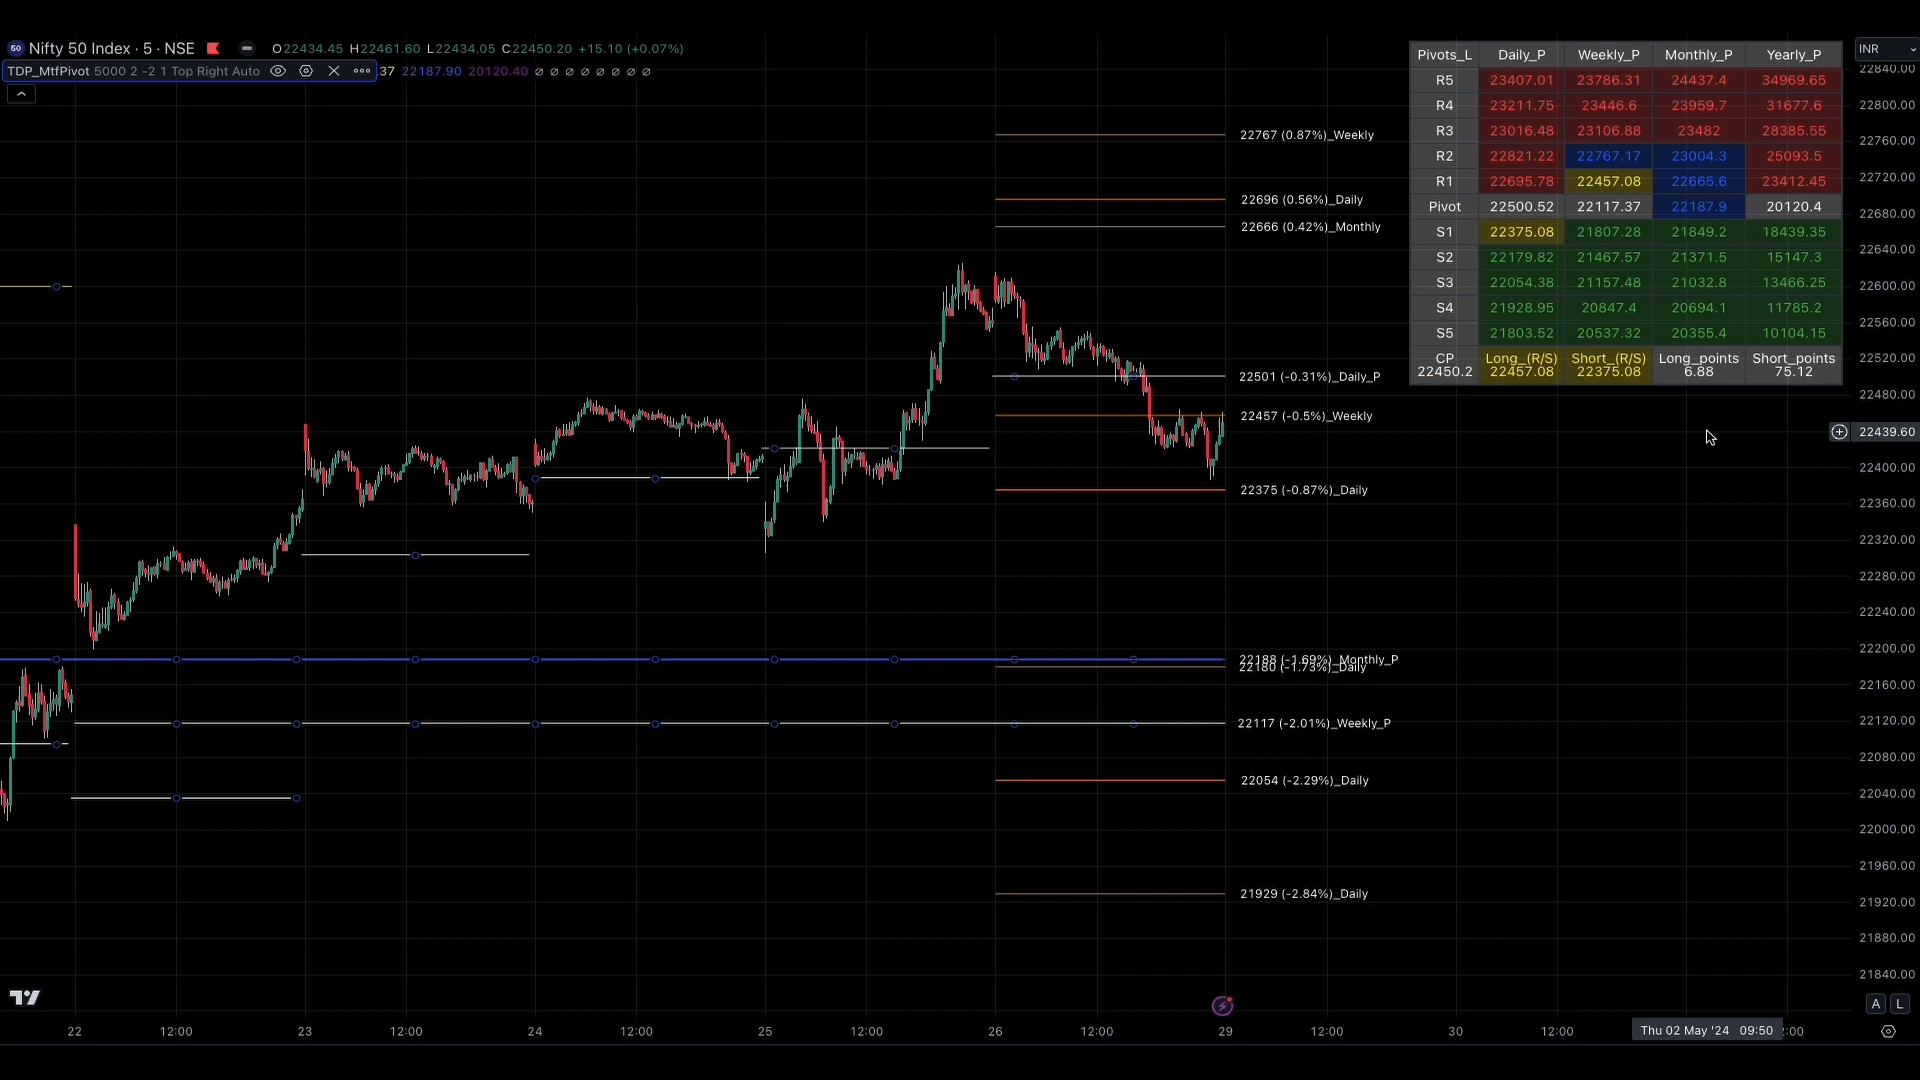 50 Nifty 50 Index · 5 · NSE O22434.45 H22461.60 L22434.05 C22450.20 +15.10 (+0.07%)
TDP_MtfPivot 5000 2 -2 1 Top Right Auto 37 22187.90 20120.40 ∅ ∅ ∅ ∅ ∅ ∅ ∅ ∅
Pivots_L Daily_P Weekly_P Monthly_P Yearly_P
R5 23407.01 23786.31 24437.4 34969.65
R4 23211.75 23446.6 23959.7 31677.6
R3 23016.48 23106.88 23482 28385.55
R2 22821.22 22767.17 23004.3 25093.5
R1 22695.78 22457.08 22665.6 23412.45
Pivot 22500.52 22117.37 22187.9 20120.4
S1 22375.08 21807.28 21849.2 18439.35
S2 22179.82 21467.57 21371.5 15147.3
S3 22054.38 21157.48 21032.8 13466.25
S4 21928.95 20847.4 20694.1 11785.2
S5 21803.52 20537.32 20355.4 10104.15
CP Long_(R/S) Short_(R/S) Long_points Short_points
22450.2 22457.08 22375.08 6.88 75.12
22767 (0.87%)_Weekly
22696 (0.56%)_Daily
22666 (0.42%)_Monthly
22501 (-0.31%)_Daily_P
22457 (-0.5%)_Weekly
22375 (-0.87%)_Daily
22188 (-1.69%)_Monthly_P
22180 (-1.73%)_Daily
22117 (-2.01%)_Weekly_P
22054 (-2.29%)_Daily
21929 (-2.84%)_Daily
INR
22840.00
22800.00
22760.00
22720.00
22680.00
22640.00
22600.00
22560.00
22520.00
22480.00
22439.60
22400.00
22360.00
22320.00
22280.00
22240.00
22200.00
22160.00
22120.00
22080.00
22040.00
22000.00
21960.00
21920.00
21880.00
21840.00
A L
22 12:00 23 12:00 24 12:00 25 12:00 26 12:00 29 12:00 30 12:00 Thu 02 May '24 09:50 :00